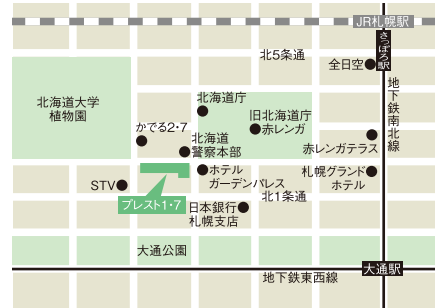 JR札幌駅
さっぽろ駅
北5条通
全日空
地下鉄南北線
北海道大学
植物園
北海道庁
かでる2・7
旧北海道庁
赤レンガ
北海道
警察本部
赤レンガテラス
ホテル
ガーデンパレス
札幌グランド
ホテル
STV
北1条通
プレスト1・7
日本銀行
札幌支店
大通公園
大通駅
地下鉄東西線